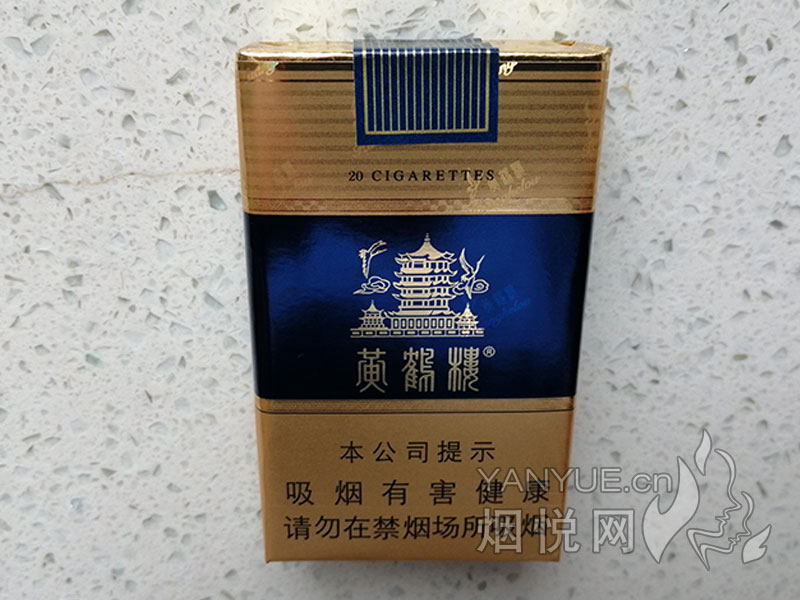 20 CIGARETTES
黄鹤楼®
本公司提示
吸烟有害健康
请勿在禁烟场所吸烟
YANYUE.cn
烟悦网